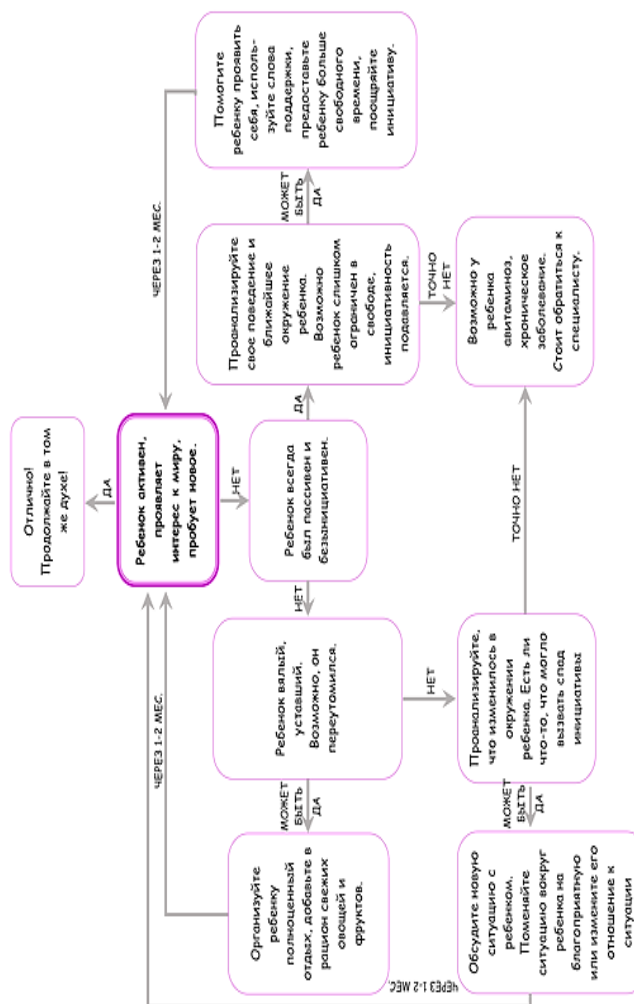 Отлично!
Продолжайте в том
же духе!
ДА
Ребенок активен,
проявляет
интерес к миру,
пробует новое.
ЧЕРЕЗ 1-2 МЕС.
ЧЕРЕЗ 1-2 МЕС.
НЕТ
Ребенок всегда
был пассивен и
безынициативен.
НЕТ
ДА
Ребенок вялый,
уставший.
Возможно, он
переутомился.
МОЖЕТ
БЫТЬ
ДА
Организуйте
ребенку
полноценный
отдых, добавьте в
рацион свежих
овощей и
фруктов.
Проанализируйте
свое поведение и
ближайшее
окружение
ребенка.
Возможно
ребенок слишком
ограничен в
свободе,
инициативность
подавляется.
МОЖЕТ
БЫТЬ
ДА
Помогите
ребенку проявить
себя, исполь-
зуйте слова
поддержки,
предоставьте
ребенку больше
свободного
времени,
поощряйте
инициативу.
НЕТ
ТОЧНО
НЕТ
Проанализируйте,
что изменилось в
окружении
ребенка. Есть ли
что-то, что могло
вызвать спад
инициативы
МОЖЕТ
БЫТЬ
ДА
ТОЧНО НЕТ
Обсудите новую
ситуацию с
ребенком.
Поменяйте
ситуацию вокруг
ребенка на
благоприятную
или измените его
отношение к
ситуации
ЧЕРЕЗ 1-2 МЕС.
Возможно у
ребенка
авитаминоз,
хроническое
заболевание.
Стоит обратиться к
специалисту.